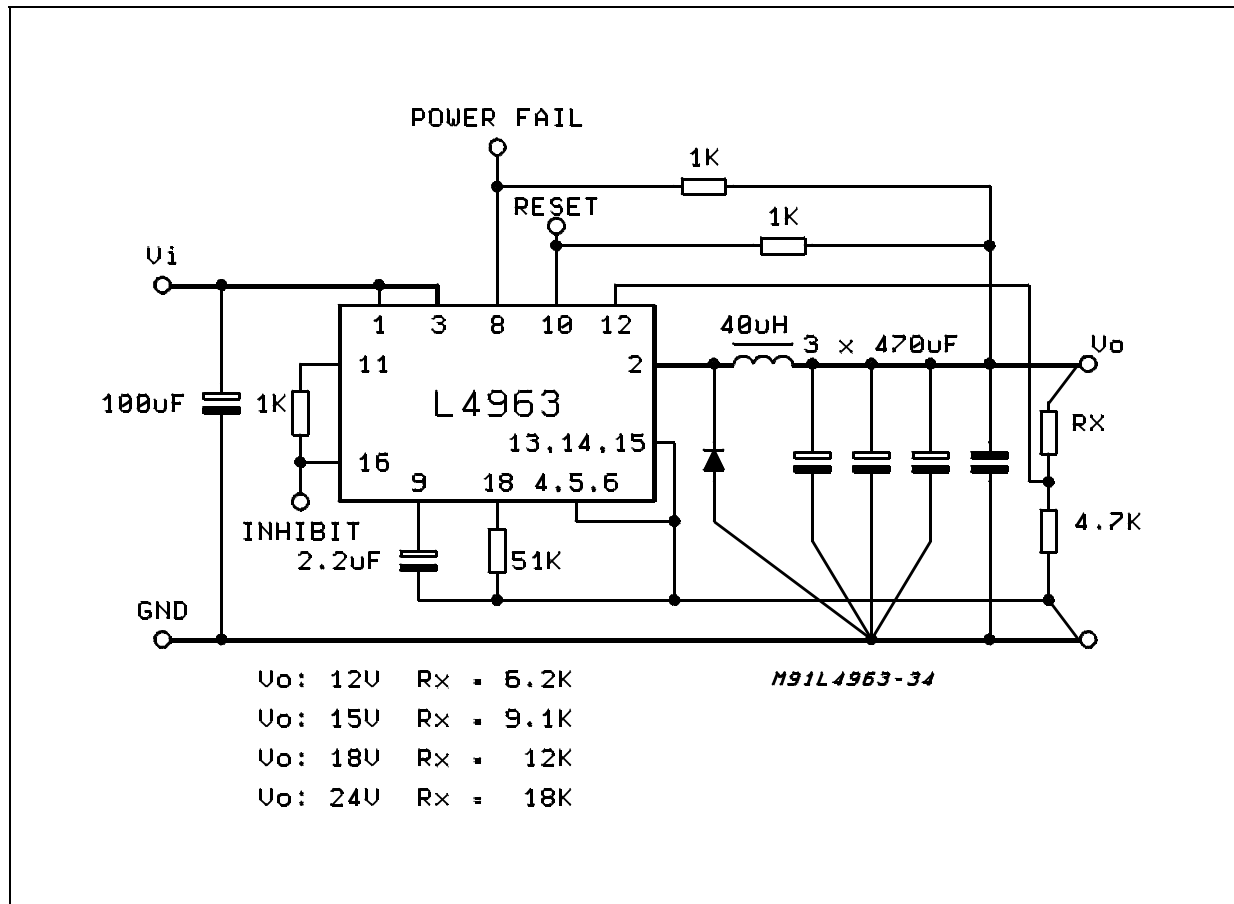 POWER FAIL
1K
RESET
1K
Vi
1 3 8 10 12
40uH
3 x 470uF
Vo
11
2
100uF
1K
L4963
RX
13,14,15
16
9 18 4.5.6
4.7K
INHIBIT
2.2uF
51K
GND
Vo: 12V Rx = 6.2K
M91L4963-34
Vo: 15V Rx = 9.1K
Vo: 18V Rx = 12K
Vo: 24V Rx = 18K